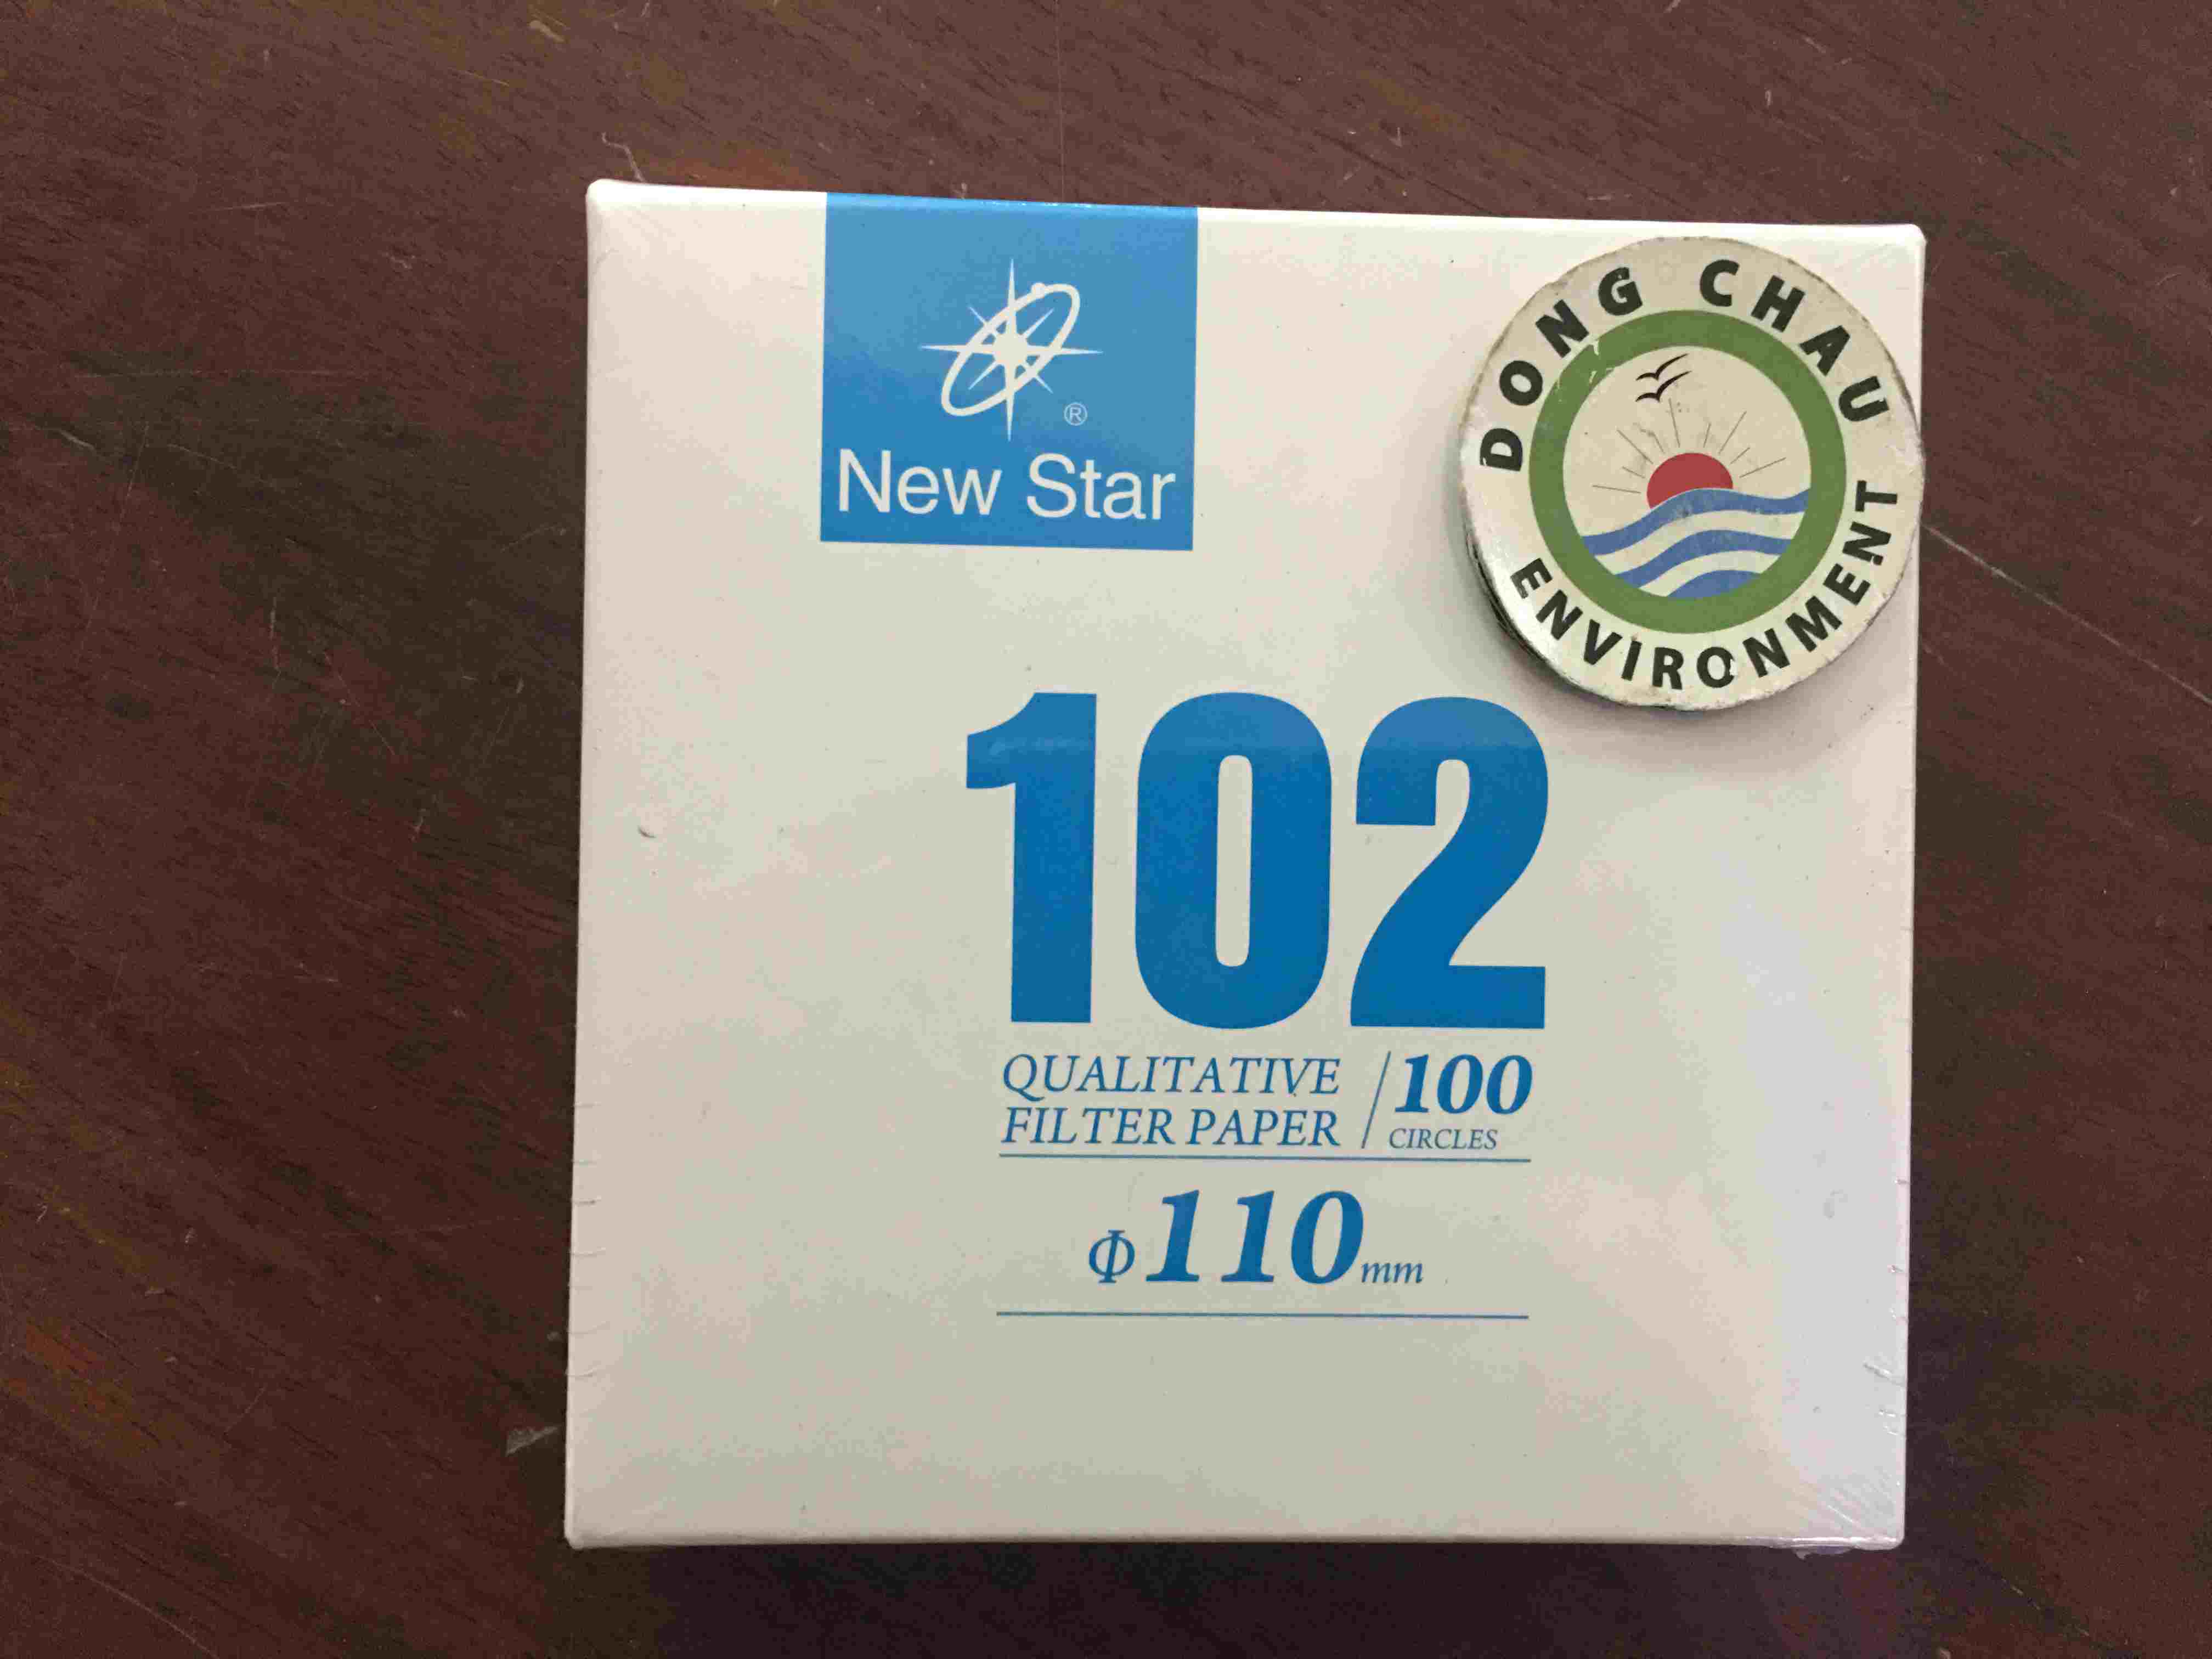 ®
New Star
DONG CHAU
ENVIRONMENT
102
QUALITATIVE
FILTER PAPER
/ 100
CIRCLES
Φ110mm